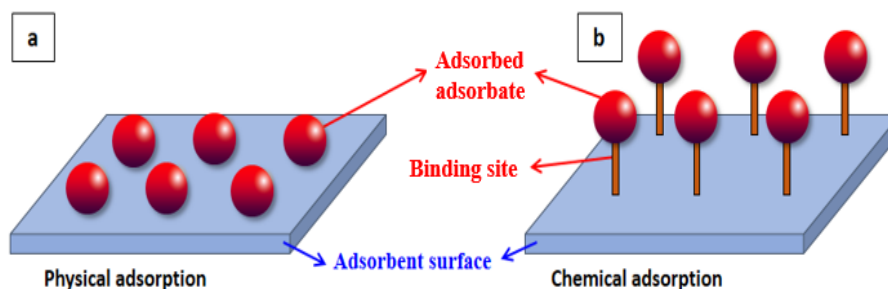 a
b
Adsorbed
adsorbate
Binding site
Adsorbent surface
Physical adsorption
Chemical adsorption